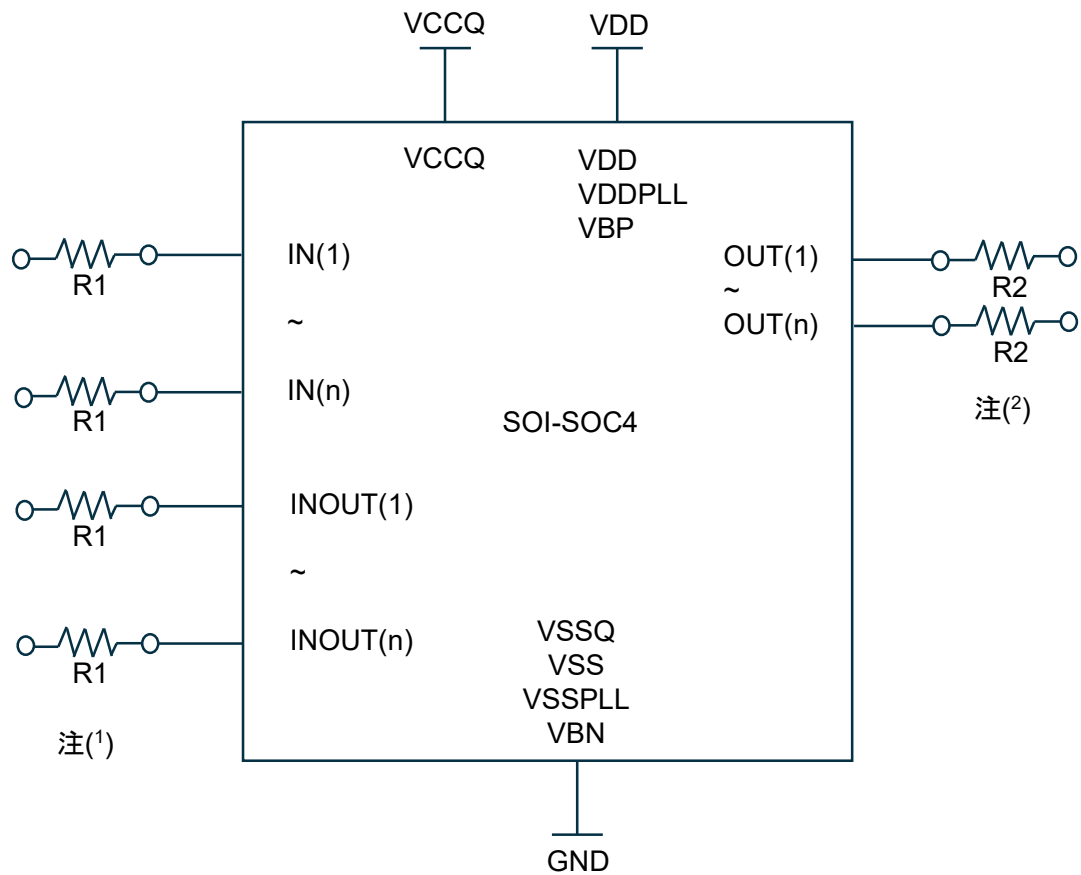 VCCQ
VDD
VCCQ
VDD
VDDPLL
VBP
IN(1)
R1
~
IN(n)
R1
INOUT(1)
R1
~
INOUT(n)
R1
注(¹)
OUT(1)
R2
~
OUT(n)
R2
注(²)
SOI-SOC4
VSSQ
VSS
VSSPLL
VBN
GND